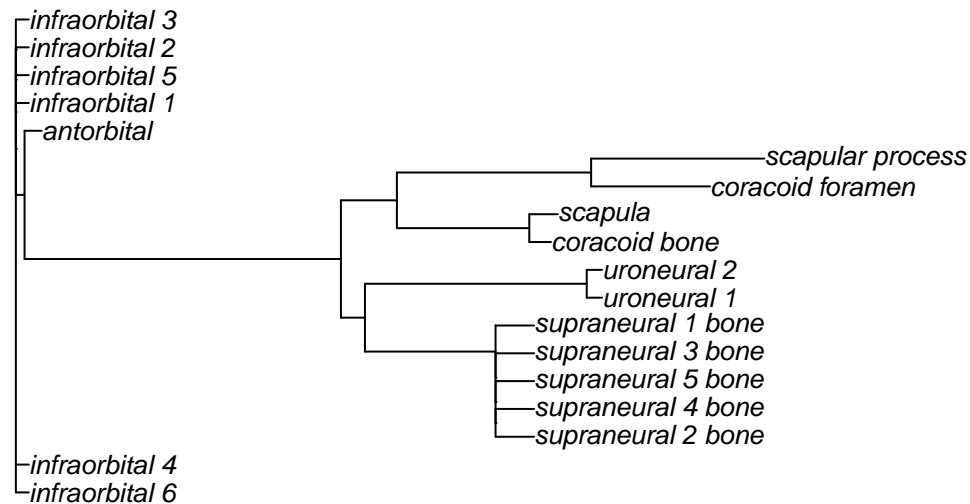 infraorbital 3
infraorbital 2
infraorbital 5
infraorbital 1
antorbital
scapular process
coracoid foramen
scapula
coracoid bone
uroneural 2
uroneural 1
supraneural 1 bone
supraneural 3 bone
supraneural 5 bone
supraneural 4 bone
supraneural 2 bone
infraorbital 4
infraorbital 6